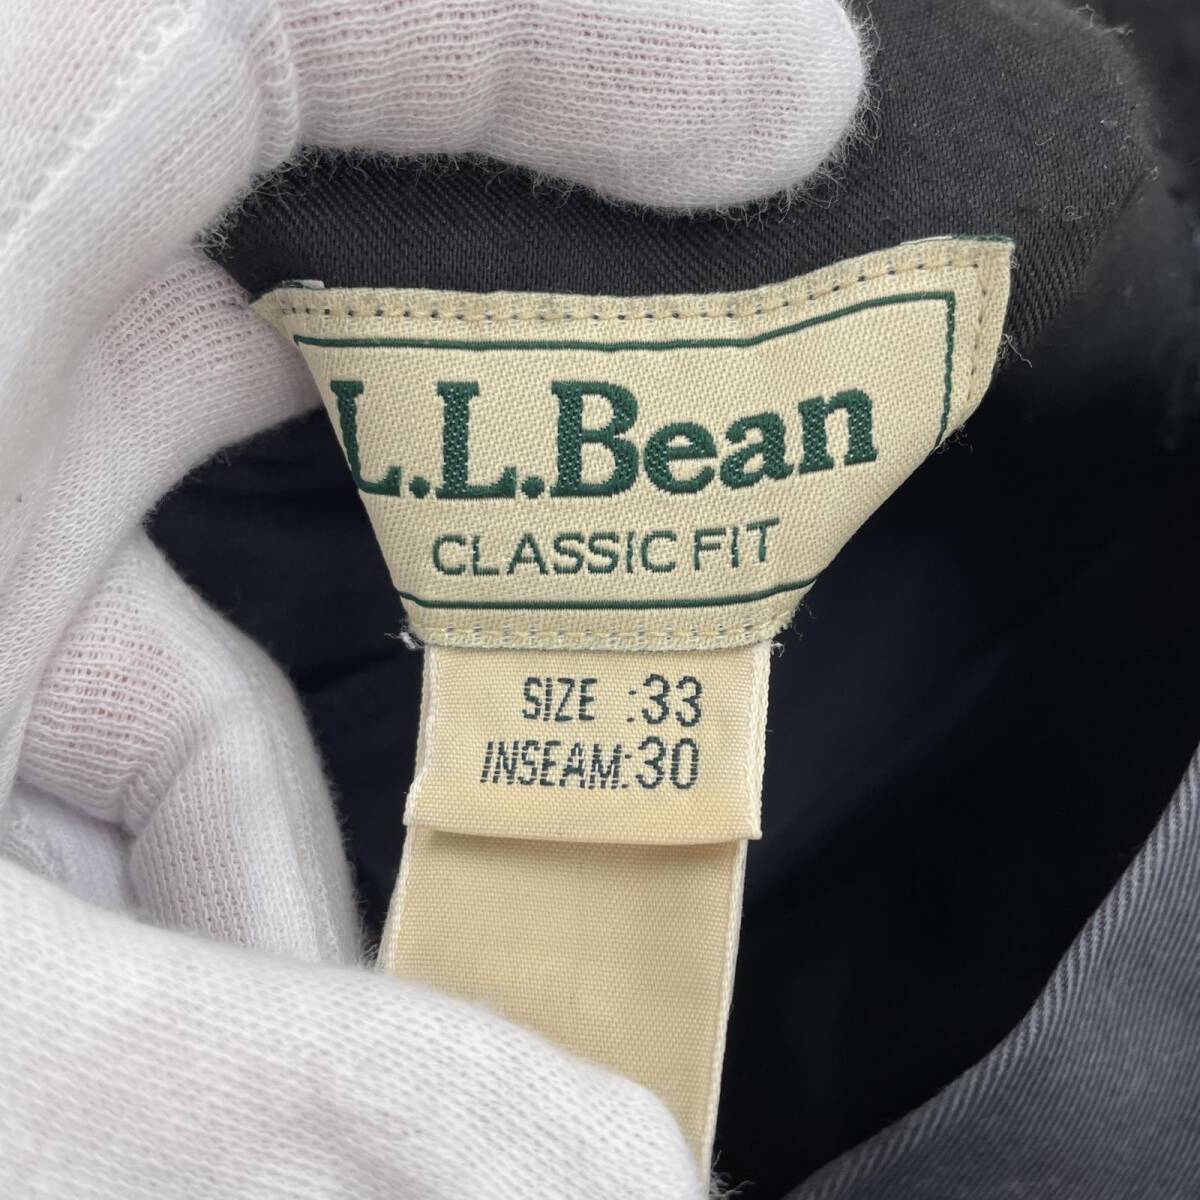 L.L.Bean
CLASSIC FIT
SIZE :33
INSEAM:30